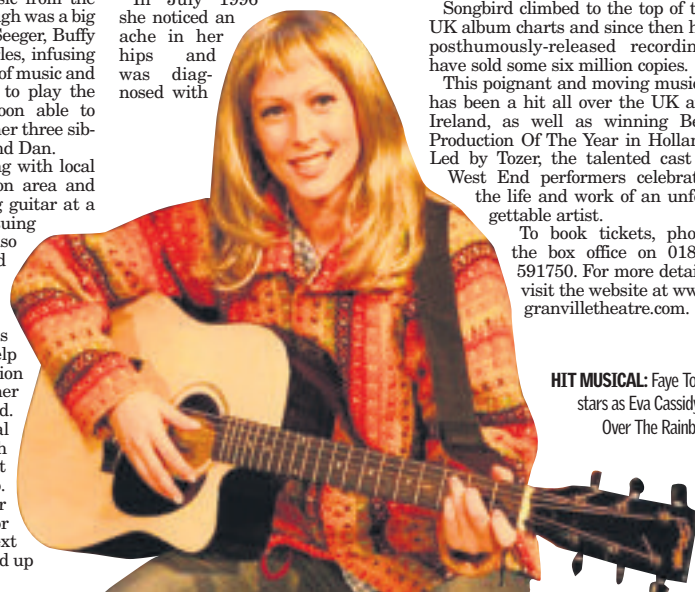 sic from the
gh was a big
Seeger, Buffy
les, infusing
of music and
to play the
oon able to
her three sib-
nd Dan.
ng with local
on area and
g guitar at a
uing
so
d
s
elp
ion
her
d.
al
h
t
.
r
or
ext
d up
In July 1996
she noticed an
ache in her
hips and
was diag-
nosed with
Songbird climbed to the top of t
UK album charts and since then h
posthumously-released recordin
have sold some six million copies.
This poignant and moving music
has been a hit all over the UK a
Ireland, as well as winning Be
Production Of The Year in Hollan
Led by Tozer, the talented cast
West End performers celebrat
the life and work of an unfo
gettable artist.
To book tickets, pho
the box office on 018
591750. For more detai
visit the website at ww
granvilletheatre.com.
HIT MUSICAL: Faye To
stars as Eva Cassidy
Over The Rainb